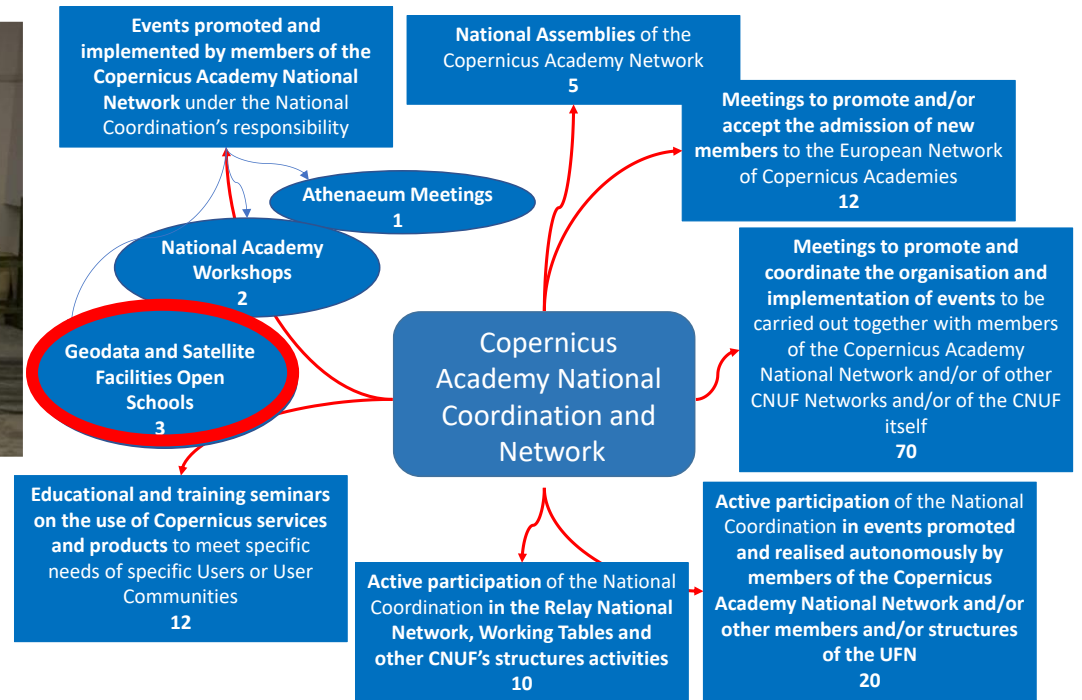 Events promoted and
implemented by members of the
Copernicus Academy National
Network under the National
Coordination's responsibility
National Assemblies of the
Copernicus Academy Network
5
Meetings to promote and/or
accept the admission of new
members to the European Network
of Copernicus Academies
12
Athenaeum Meetings
1
National Academy
Workshops
2
Geodata and Satellite
Facilities Open
Schools
3
Copernicus
Academy National
Coordination and
Network
Meetings to promote and
coordinate the organisation and
implementation of events to be
carried out together with members
of the Copernicus Academy
National Network and/or of other
CNUF Networks and/or of the CNUF
itself
70
Educational and training seminars
on the use of Copernicus services
and products to meet specific
needs of specific Users or User
Communities
12
Active participation of the National
Coordination in the Relay National
Network, Working Tables and
other CNUF's structures activities
10
Active participation of the National
Coordination in events promoted
and realised autonomously by
members of the Copernicus
Academy National Network and/or
other members and/or structures
of the UFN
20